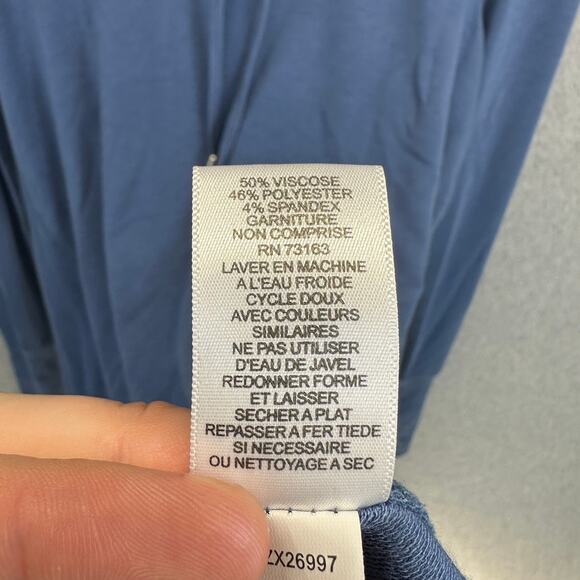 50% VISCOSE
46% POLYESTER
4% SPANDEX
GARNITURE
NON COMPRISE
RN 73163
LAVER EN MACHINE
A L'EAU FROIDE
CYCLE DOUX
AVEC COULEURS
SIMILAIRES
NE PAS UTILISER
D'EAU DE JAVEL
REDONNER FORME
ET LAISSER
SECHER A PLAT
REPASSER A FER TIEDE
SI NECESSAIRE
OU NETTOYAGE A SEC
ZX26997